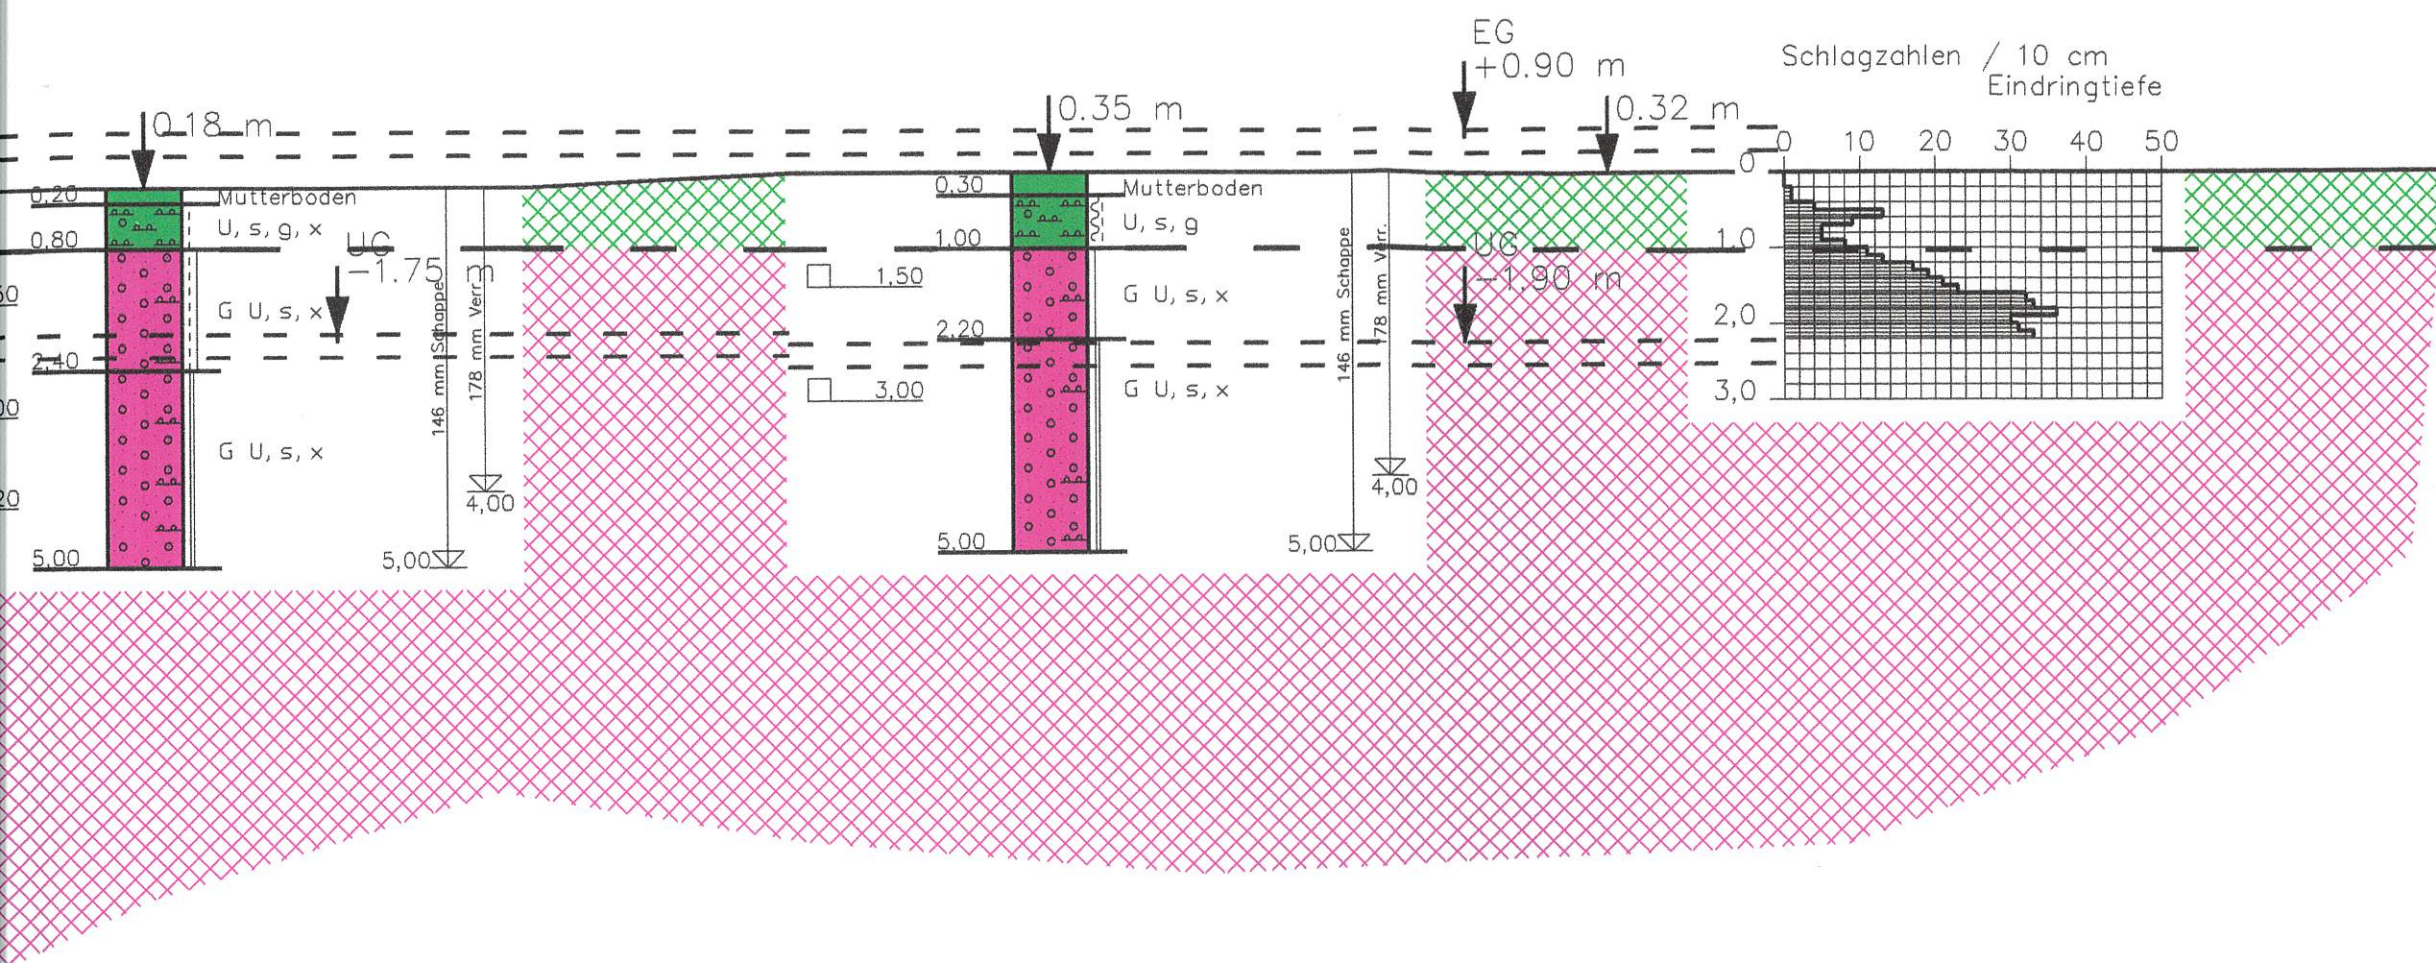 EG
+0.90 m
Schlagzahlen / 10 cm
Eindringtiefe
0.18 m
0.35 m
0.32 m
0 10 20 30 40 50
0
1,0
2,0
3,0
0,20
Mutterboden
U, s, g, x
0,80
UG
-1.75 m
G U, s, x
2,40
G U, s, x
5,00
146 mm Schappe
178 mm Verr.
4,00
5,00
1,50
3,00
0,30
Mutterboden
U, s, g
1,00
G U, s, x
2,20
G U, s, x
5,00
146 mm Schappe
178 mm Verr.
4,00
5,00
UG
-1,90 m